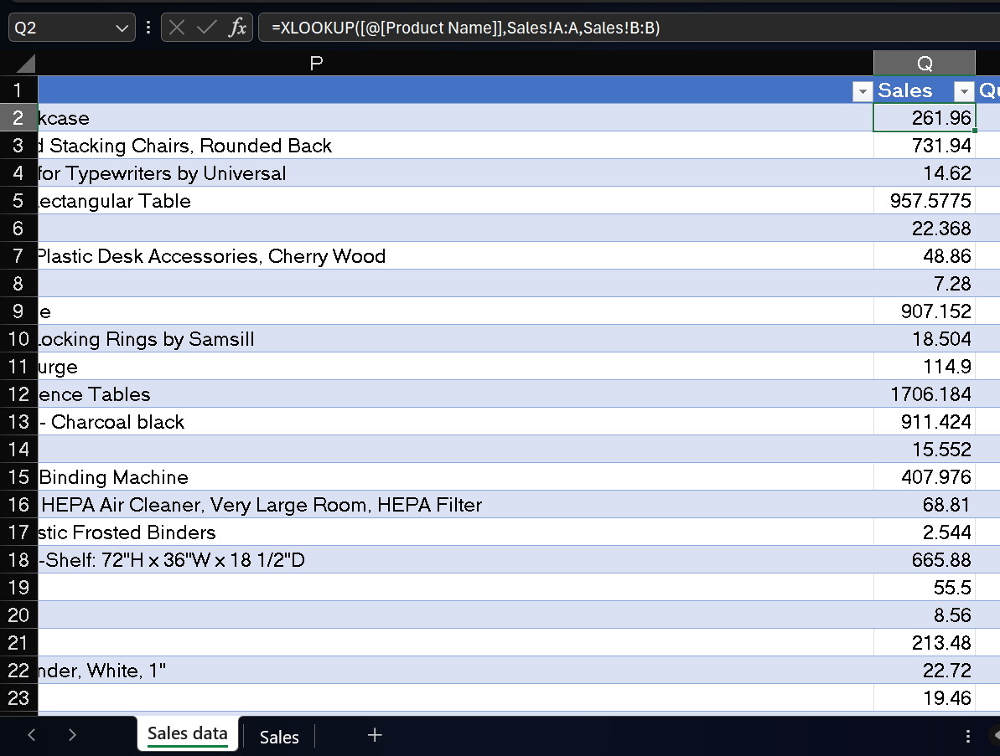 Q2 fx =XLOOKUP([@[Product Name]],Sales!A:A,Sales!B:B)
P Q
1 Sales
2 kcase 261.96
3 Stacking Chairs, Rounded Back 731.94
4 for Typewriters by Universal 14.62
5 ectangular Table 957.5775
6 22.368
7 Plastic Desk Accessories, Cherry Wood 48.86
8 7.28
9 e 907.152
10 ocking Rings by Samsill 18.504
11 urge 114.9
12 ence Tables 1706.184
13 - Charcoal black 911.424
14 15.552
15 Binding Machine 407.976
16 HEPA Air Cleaner, Very Large Room, HEPA Filter 68.81
17 stic Frosted Binders 2.544
18 -Shelf: 72"H x 36"W x 18 1/2"D 665.88
19 55.5
20 8.56
21 213.48
22 nder, White, 1" 22.72
23 19.46
Sales data Sales